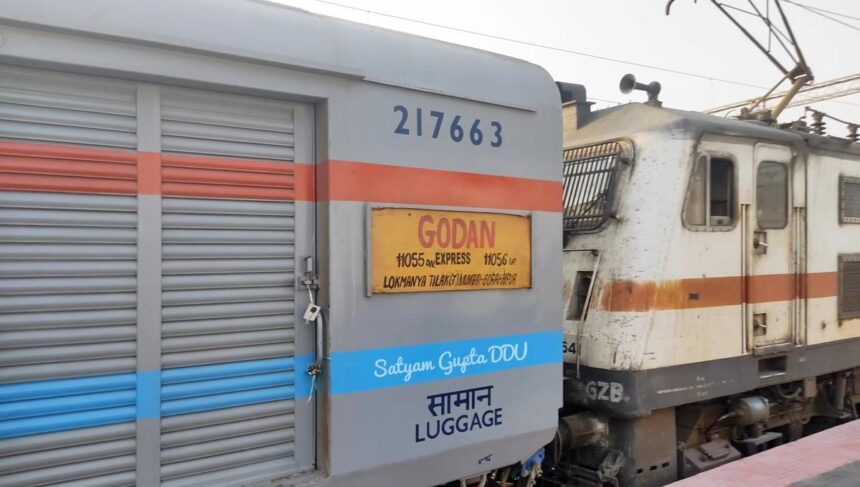 217663
GODAN
11055 DN. EXPRESS 11056 UP.
LOKMANYA TILAK(T)MUMBAI-GORAKHPUR
Satyam Gupta DDU
सामान
LUGGAGE
GZB